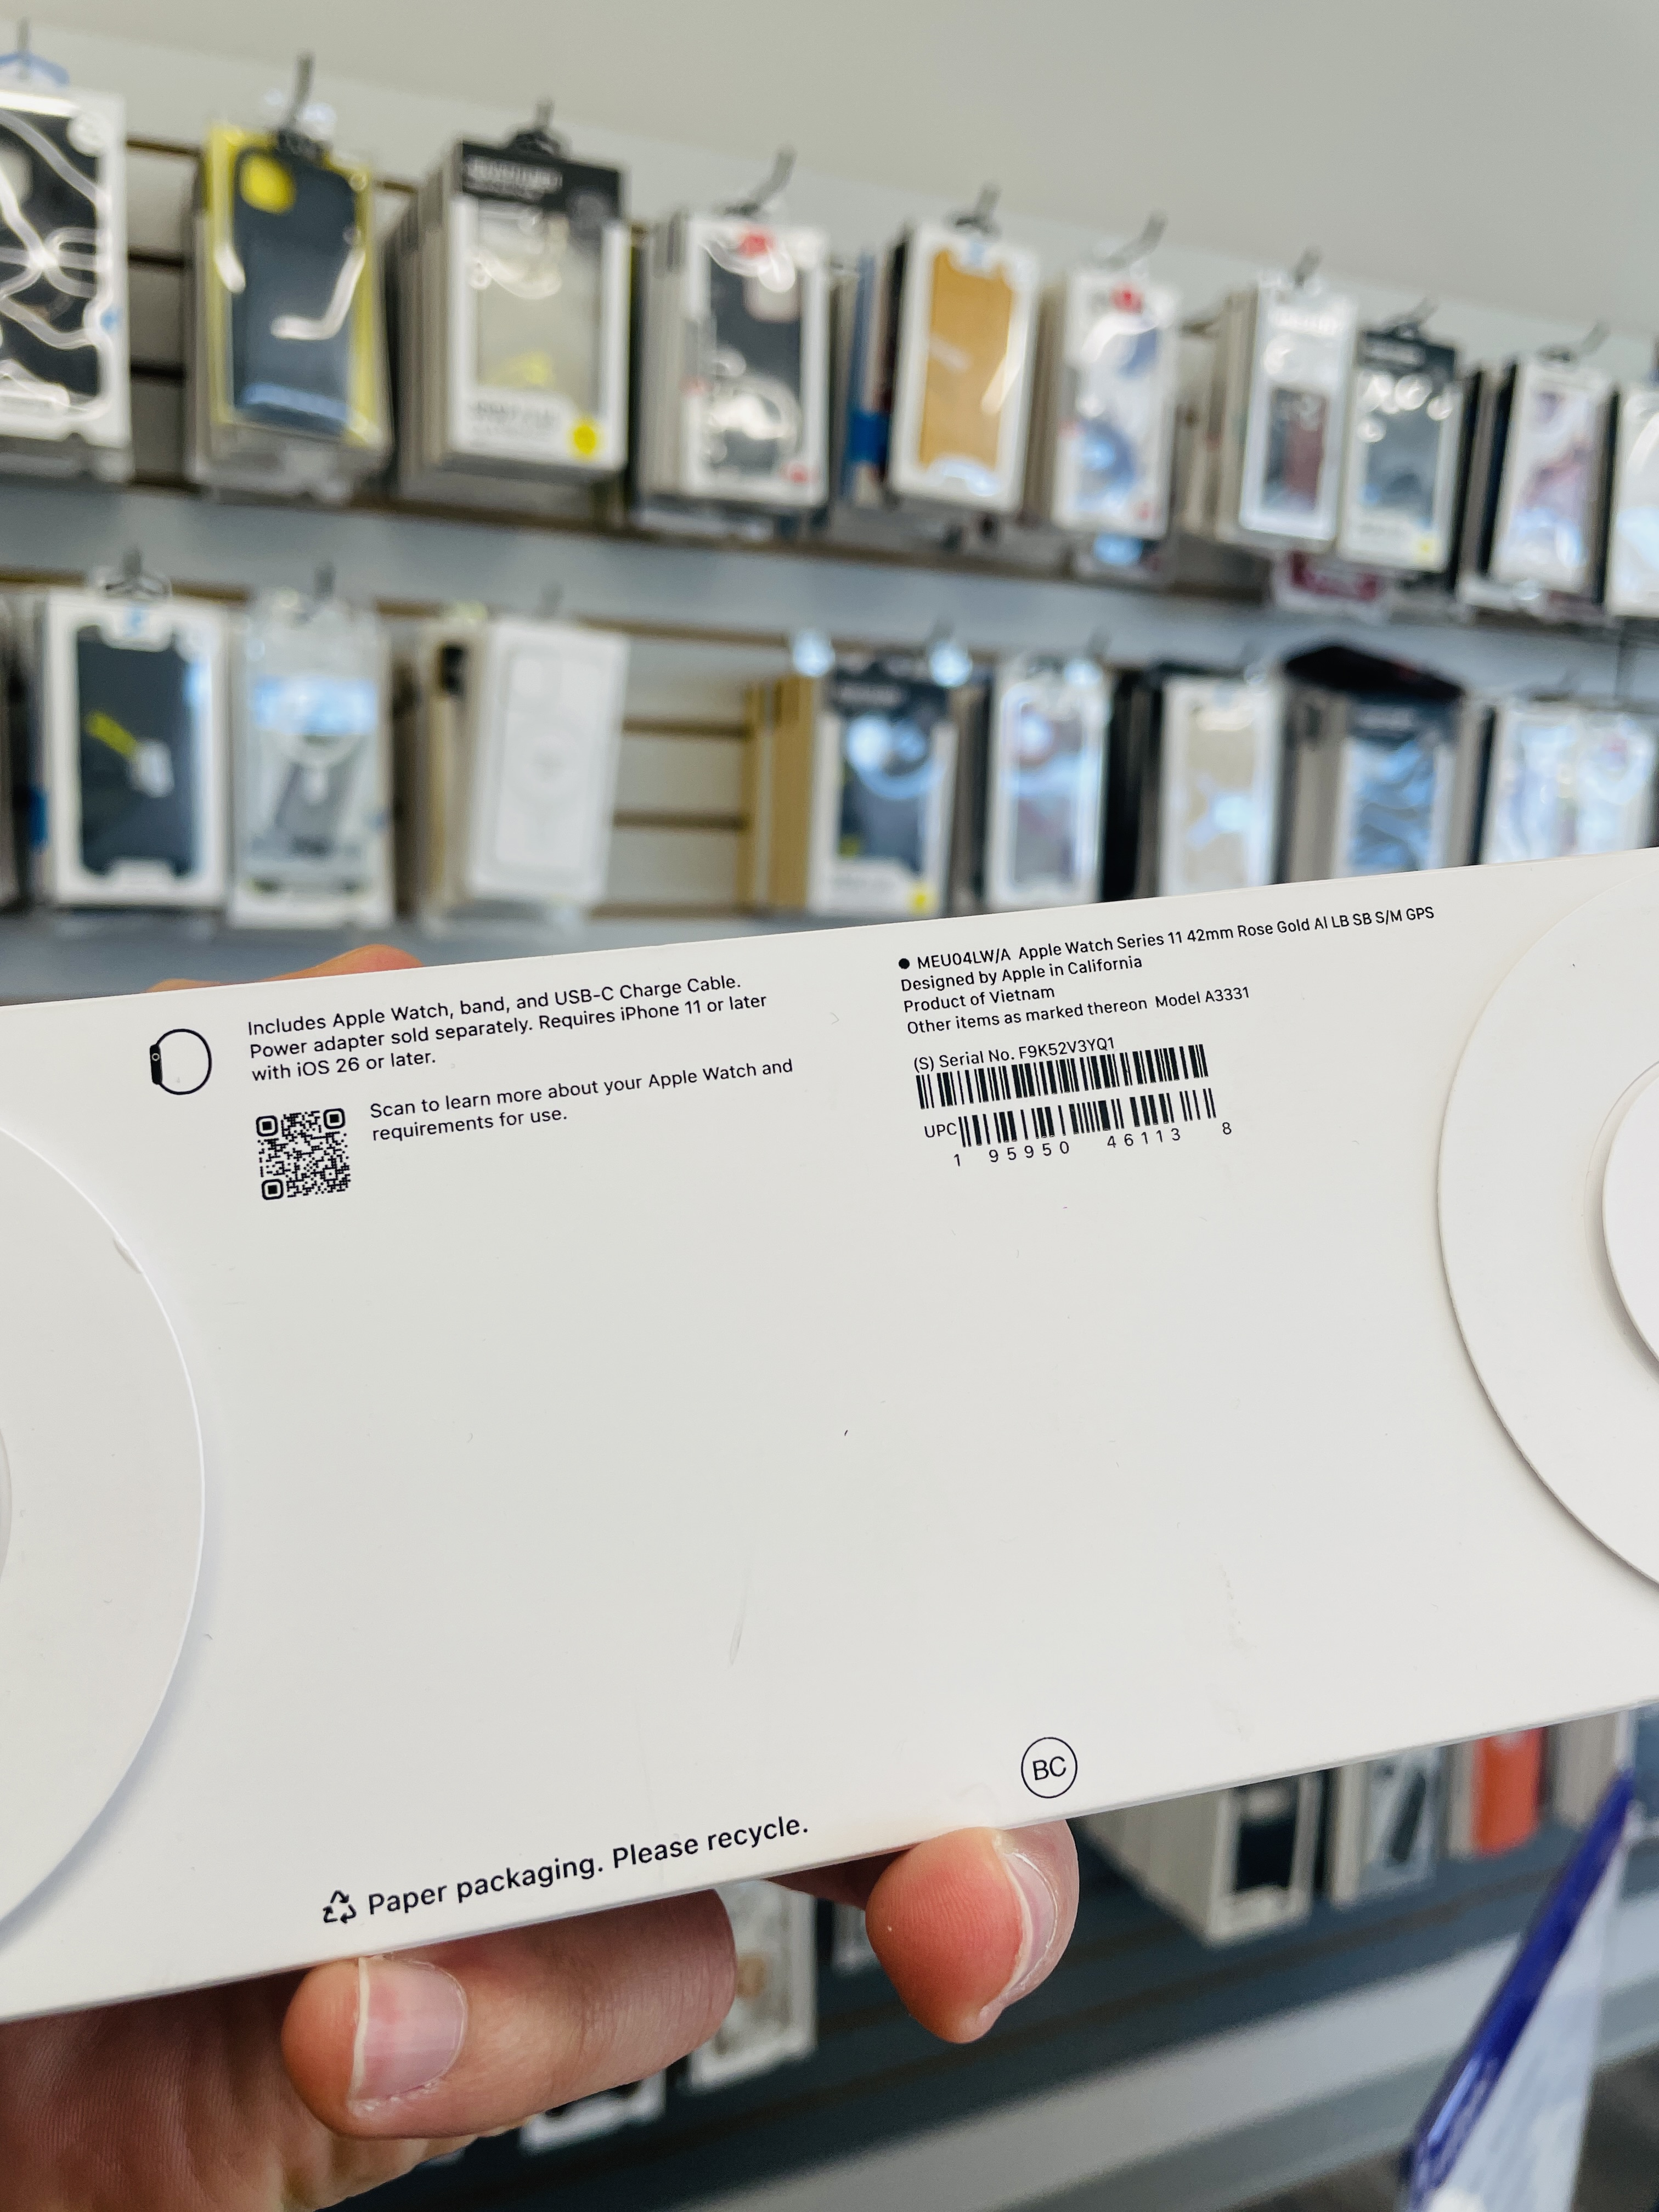 Includes Apple Watch, band, and USB-C Charge Cable.
Power adapter sold separately. Requires iPhone 11 or later
with iOS 26 or later.
Scan to learn more about your Apple Watch and
requirements for use.
● MEU04LW/A Apple Watch Series 11 42mm Rose Gold Al LB SB S/M GPS
Designed by Apple in California
Product of Vietnam
Other items as marked thereon Model A3331
(S) Serial No. F9K52V3YQ1
UPC
1 95950 46113 8
BC
Paper packaging. Please recycle.